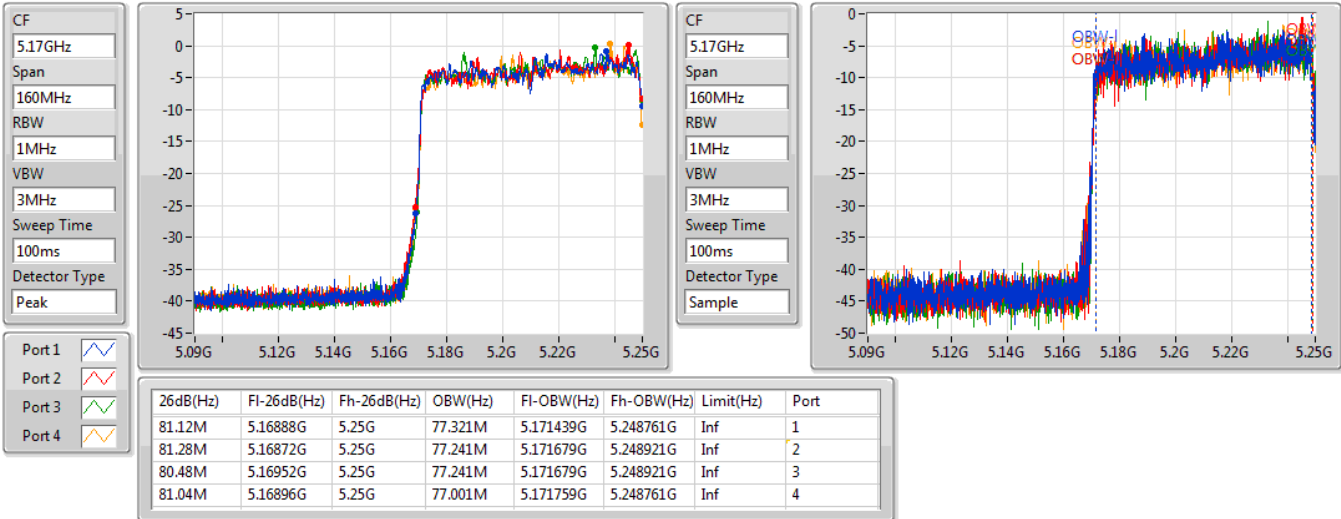 CF
5.17GHz
Span
160MHz
RBW
1MHz
VBW
3MHz
Sweep Time
100ms
Detector Type
Peak
5
0
-5
-10
-15
-20
-25
-30
-35
-40
-45
5.09G 5.12G 5.14G 5.16G 5.18G 5.2G 5.22G 5.25G
CF
5.17GHz
Span
160MHz
RBW
1MHz
VBW
3MHz
Sweep Time
100ms
Detector Type
Sample
0
-5
-10
-15
-20
-25
-30
-35
-40
-45
-50
OBW-l
5.09G 5.12G 5.14G 5.16G 5.18G 5.2G 5.22G 5.25G
Port 1
Port 2
Port 3
Port 4
26dB(Hz) Fl-26dB(Hz) Fh-26dB(Hz) OBW(Hz) Fl-OBW(Hz) Fh-OBW(Hz) Limit(Hz) Port
81.12M 5.16888G 5.25G 77.321M 5.171439G 5.248761G Inf 1
81.28M 5.16872G 5.25G 77.241M 5.171679G 5.248921G Inf 2
80.48M 5.16952G 5.25G 77.241M 5.171679G 5.248921G Inf 3
81.04M 5.16896G 5.25G 77.001M 5.171759G 5.248761G Inf 4